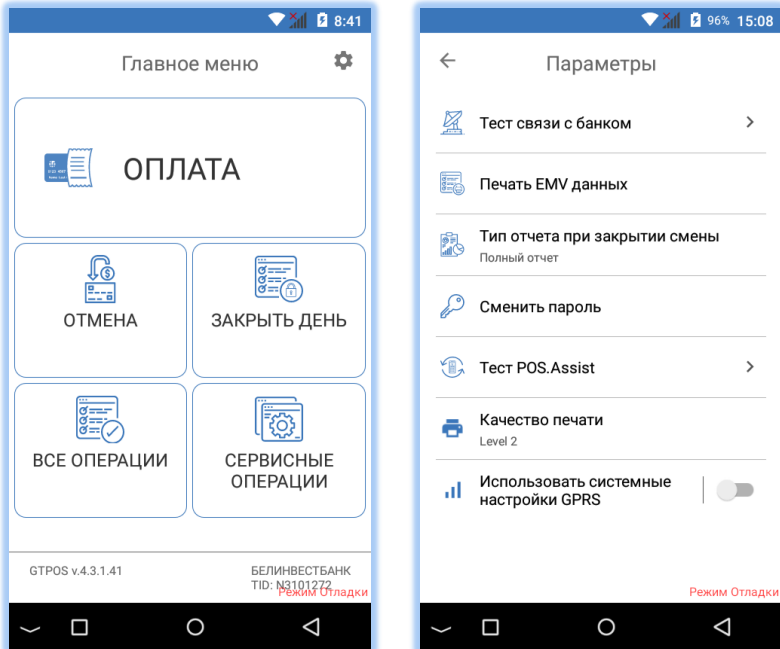 8:41
Главное меню
ОПЛАТА
ОТМЕНА
ЗАКРЫТЬ ДЕНЬ
ВСЕ ОПЕРАЦИИ
СЕРВИСНЫЕ
ОПЕРАЦИИ
GTPOS v.4.3.1.41
БЕЛИНВЕСТБАНК
TID: N3101272
Режим Отладки
96% 15:08
Параметры
Тест связи с банком
Печать EMV данных
Тип отчета при закрытии смены
Полный отчет
Сменить пароль
Тест POS.Assist
Качество печати
Level 2
Использовать системные
настройки GPRS
Режим Отладки